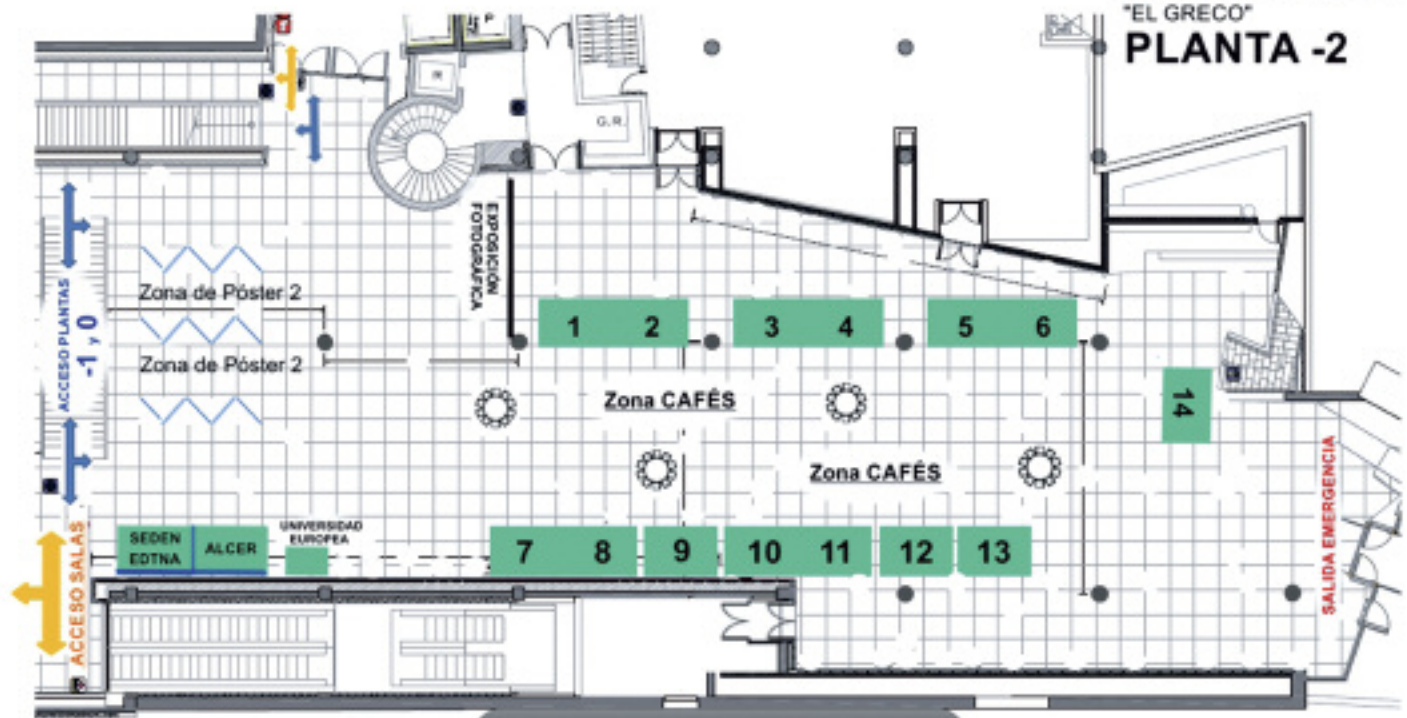 "EL GRECO"
PLANTA -2
P
R
G.R.
EXPOSICIÓN
FOTOGRÁFICA
Zona de Póster 2
Zona de Póster 2
ACCESO PLANTAS
-1 y 0
1
2
3
4
5
6
14
Zona CAFÉS
Zona CAFÉS
SALIDA EMERGENCIA
ACCESO SALAS
SEDEN
EDTNA
ALCER
UNIVERSIDAD
EUROPEA
7
8
9
10
11
12
13